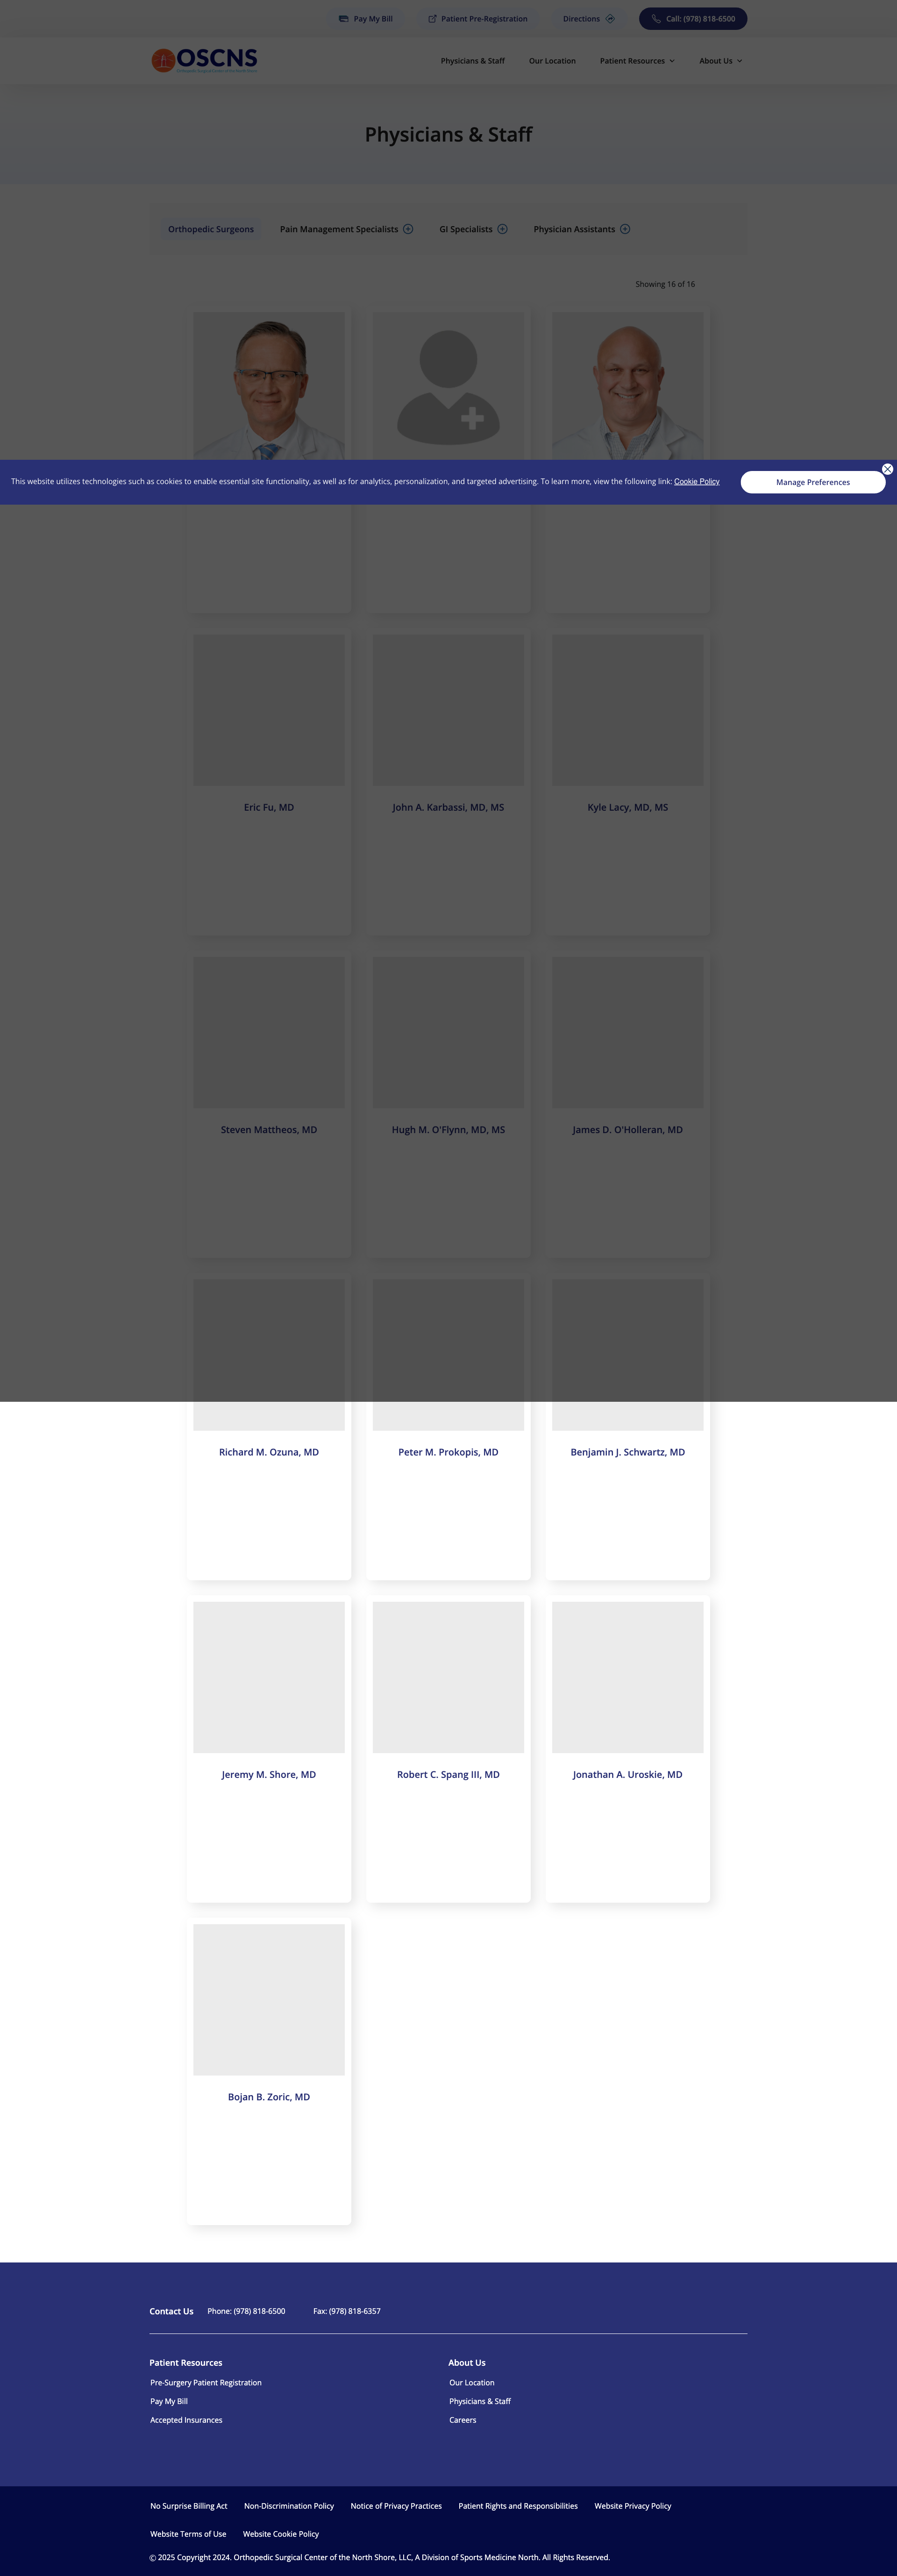 Pay My Bill
Patient Pre-Registration
Directions
Call: (978) 818-6500
OSCNS
Physicians & Staff
Our Location
Patient Resources
About Us
Physicians & Staff
Orthopedic Surgeons
Pain Management Specialists
GI Specialists
Physician Assistants
Showing 16 of 16
This website utilizes technologies such as cookies to enable essential site functionality, as well as for analytics, personalization, and targeted advertising. To learn more, view the following link: Cookie Policy
Manage Preferences
Eric Fu, MD
John A. Karbassi, MD, MS
Kyle Lacy, MD, MS
Steven Mattheos, MD
Hugh M. O'Flynn, MD, MS
James D. O'Holleran, MD
Richard M. Ozuna, MD
Peter M. Prokopis, MD
Benjamin J. Schwartz, MD
Jeremy M. Shore, MD
Robert C. Spang III, MD
Jonathan A. Uroskie, MD
Bojan B. Zoric, MD
Contact Us
Phone: (978) 818-6500
Fax: (978) 818-6357
Patient Resources
Pre-Surgery Patient Registration
Pay My Bill
Accepted Insurances
About Us
Our Location
Physicians & Staff
Careers
No Surprise Billing Act
Non-Discrimination Policy
Notice of Privacy Practices
Patient Rights and Responsibilities
Website Privacy Policy
Website Terms of Use
Website Cookie Policy
© 2025 Copyright 2024. Orthopedic Surgical Center of the North Shore, LLC, A Division of Sports Medicine North. All Rights Reserved.